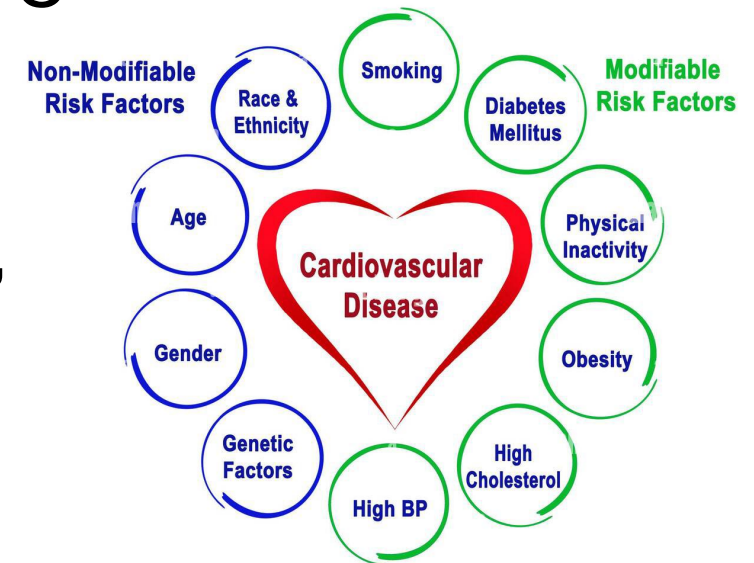 Non-Modifiable
Risk Factors
Modifiable
Risk Factors
Smoking
Race &
Ethnicity
Diabetes
Mellitus
Age
Physical
Inactivity
Cardiovascular
Disease
Gender
Obesity
Genetic
Factors
High
Cholesterol
High BP